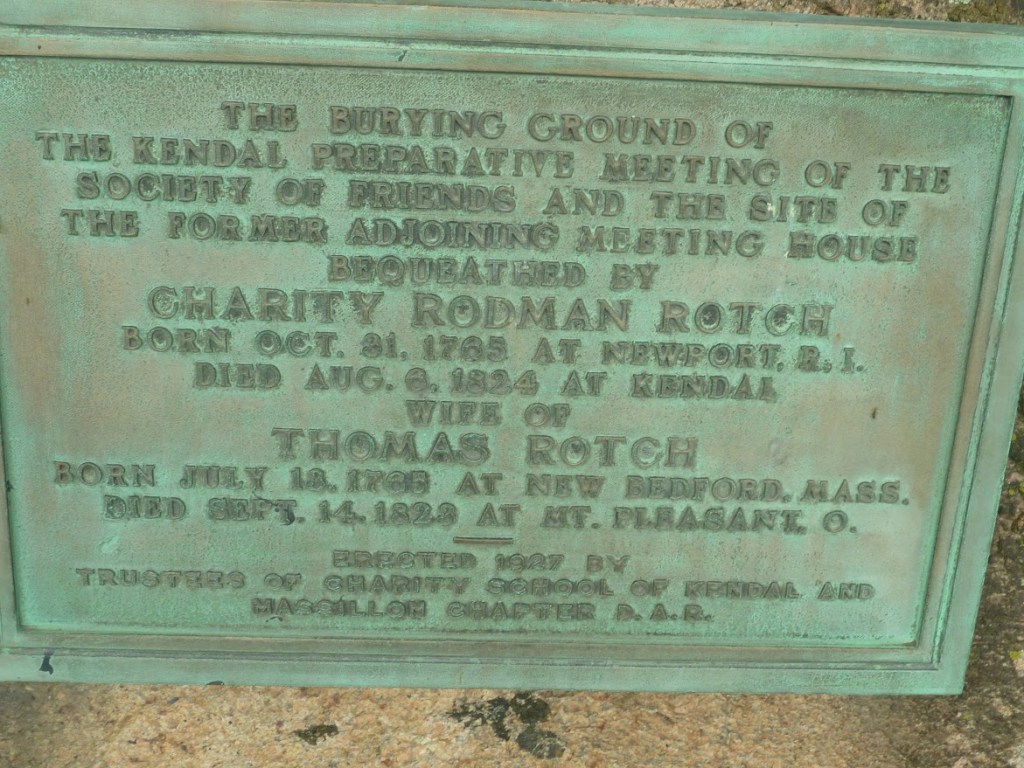 THE BURYING GROUND OF
THE KENDAL PREPARATIVE MEETING OF THE
SOCIETY OF FRIENDS AND THE SITE OF
THE FORMER ADJOINING MEETING HOUSE
BEQUEATHED BY
CHARITY RODMAN ROTCH
BORN OCT. 31, 1765 AT NEWPORT, R. I.
DIED AUG. 6, 1824 AT KENDAL
WIFE OF
THOMAS ROTCH
BORN JULY 13, 1765 AT NEW BEDFORD, MASS.
DIED SEPT. 14, 1823 AT MT. PLEASANT, O.
ERECTED 1927 BY
TRUSTEES OF CHARITY SCHOOL OF KENDAL AND
MASSILLON CHAPTER D. A. R.